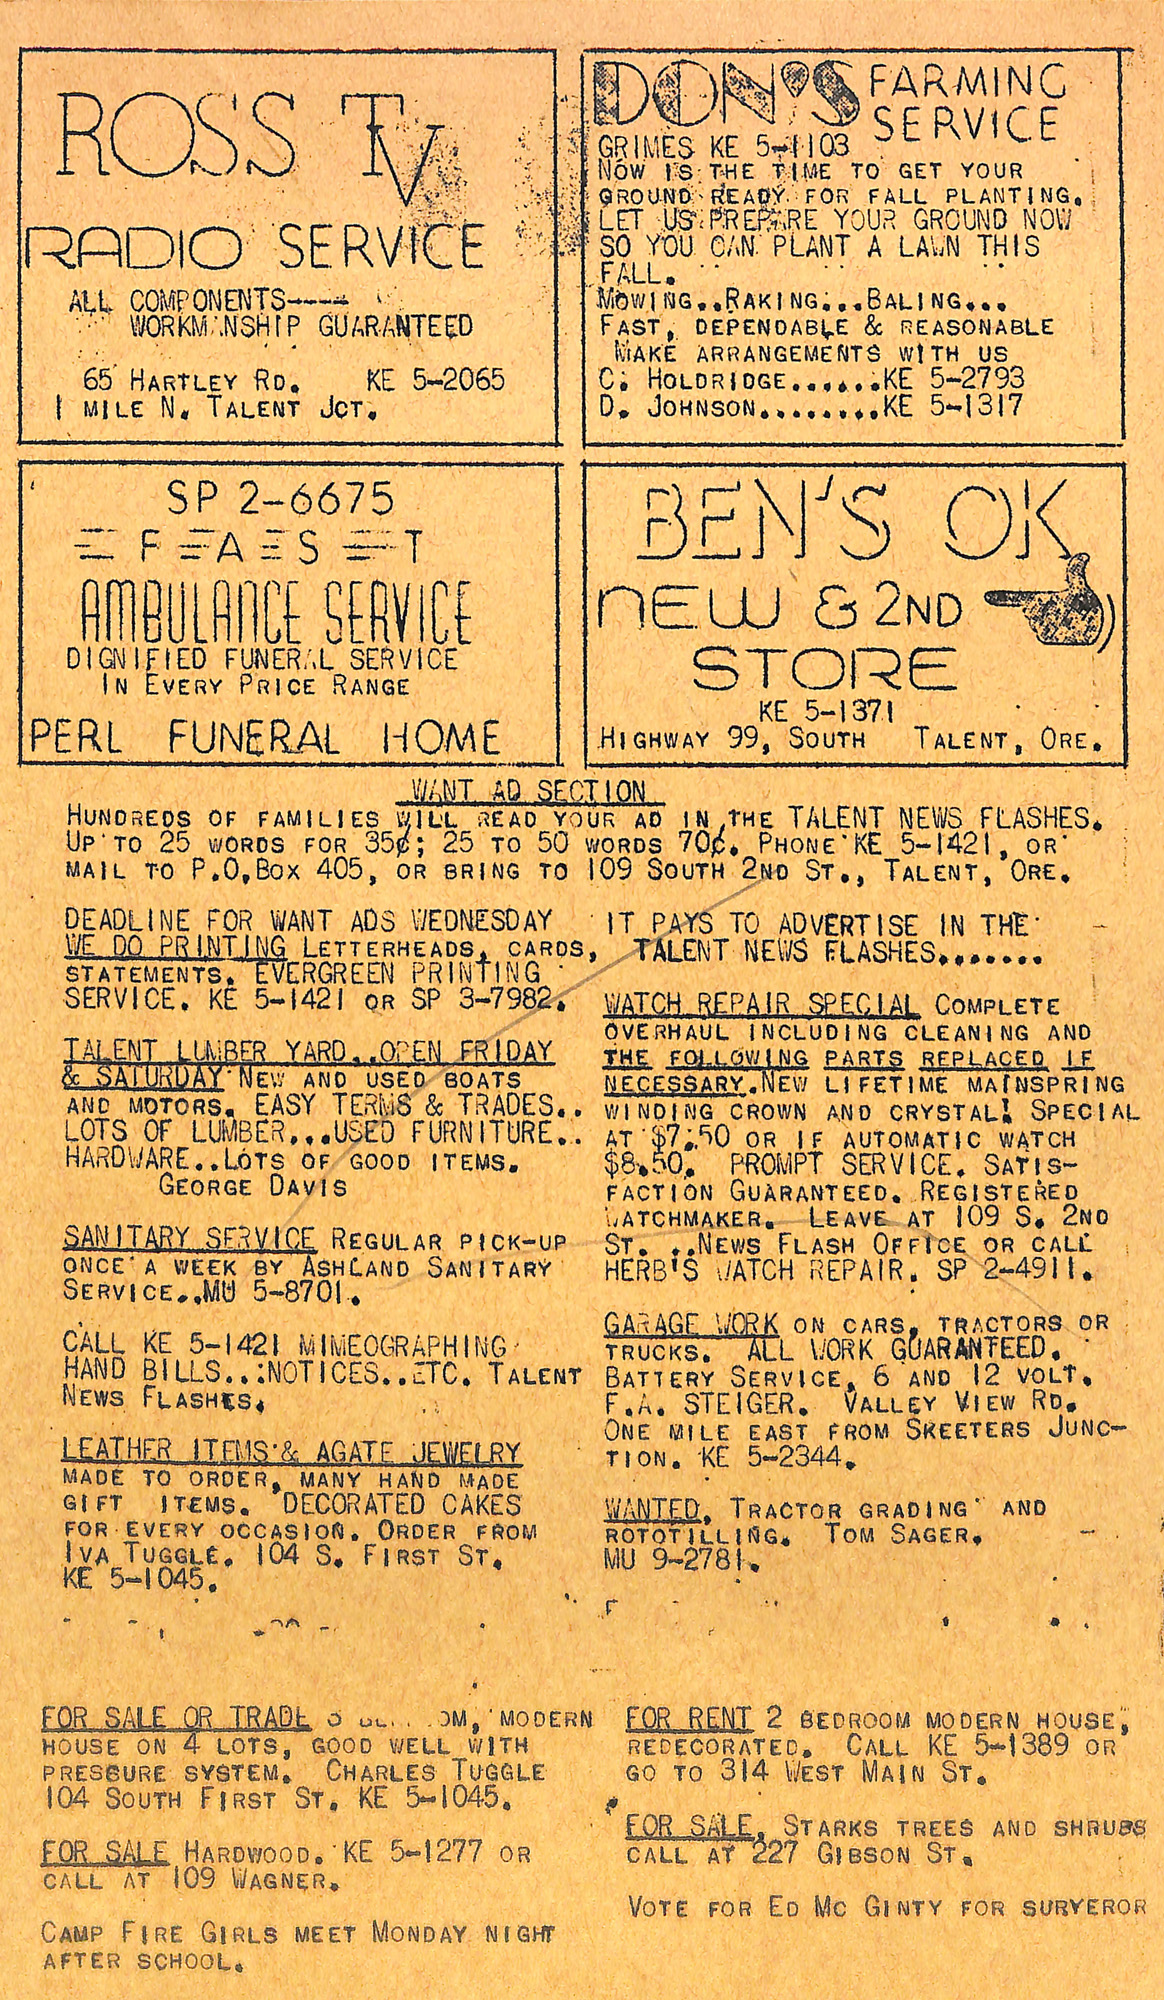 ROSS TV
RADIO SERVICE
ALL COMPONENTS----
WORKMANSHIP GUARANTEED
65 HARTLEY RD. KE 5-2065
1 MILE N. TALENT JCT.
DON'S FARMING
SERVICE
GRIMES KE 5-1103
NOW IS THE TIME TO GET YOUR
GROUND READY FOR FALL PLANTING.
LET US PREPARE YOUR GROUND NOW
SO YOU CAN PLANT A LAWN THIS
FALL.
MOWING..RAKING...BALING...
FAST, DEPENDABLE & REASONABLE
MAKE ARRANGEMENTS WITH US
C. HOLDRIDGE......KE 5-2793
D. JOHNSON........KE 5-1317
SP 2-6675
F A S T
AMBULANCE SERVICE
DIGNIFIED FUNERAL SERVICE
IN EVERY PRICE RANGE
PERL FUNERAL HOME
BEN'S OK
NEW & 2ND
STORE
KE 5-1371
HIGHWAY 99, SOUTH TALENT, ORE.
WANT AD SECTION
HUNDREDS OF FAMILIES WILL READ YOUR AD IN THE TALENT NEWS FLASHES.
UP TO 25 WORDS FOR 35¢; 25 TO 50 WORDS 70¢. PHONE KE 5-1421, OR
MAIL TO P.O.BOX 405, OR BRING TO 109 SOUTH 2ND ST., TALENT, ORE.
DEADLINE FOR WANT ADS WEDNESDAY
WE DO PRINTING LETTERHEADS, CARDS,
STATEMENTS. EVERGREEN PRINTING
SERVICE. KE 5-1421 OR SP 3-7982.
TALENT LUMBER YARD..OPEN FRIDAY
& SATURDAY NEW AND USED BOATS
AND MOTORS. EASY TERMS & TRADES..
LOTS OF LUMBER...USED FURNITURE..
HARDWARE..LOTS OF GOOD ITEMS.
GEORGE DAVIS
SANITARY SERVICE REGULAR PICK-UP
ONCE A WEEK BY ASHLAND SANITARY
SERVICE..MU 5-8701.
CALL KE 5-1421 MIMEOGRAPHING
HAND BILLS..:NOTICES..ETC. TALENT
NEWS FLASHES.
LEATHER ITEMS & AGATE JEWELRY
MADE TO ORDER, MANY HAND MADE
GIFT ITEMS. DECORATED CAKES
FOR EVERY OCCASION. ORDER FROM
IVA TUGGLE. 104 S. FIRST ST.
KE 5-1045.
IT PAYS TO ADVERTISE IN THE
TALENT NEWS FLASHES.......
WATCH REPAIR SPECIAL COMPLETE
OVERHAUL INCLUDING CLEANING AND
THE FOLLOWING PARTS REPLACED IF
NECESSARY.NEW LIFETIME MAINSPRING
WINDING CROWN AND CRYSTAL! SPECIAL
AT $7.50 OR IF AUTOMATIC WATCH
$8.50. PROMPT SERVICE. SATIS-
FACTION GUARANTEED. REGISTERED
WATCHMAKER. LEAVE AT 109 S. 2ND
ST. ..NEWS FLASH OFFICE OR CALL
HERB'S WATCH REPAIR. SP 2-4911.
GARAGE WORK ON CARS, TRACTORS OR
TRUCKS. ALL WORK GUARANTEED.
BATTERY SERVICE, 6 AND 12 VOLT.
F.A. STEIGER. VALLEY VIEW RD.
ONE MILE EAST FROM SKEETERS JUNC-
TION. KE 5-2344.
WANTED, TRACTOR GRADING AND
ROTOTILLING. TOM SAGER.
MU 9-2781.
FOR SALE OR TRADE MODERN
HOUSE ON 4 LOTS, GOOD WELL WITH
PRESSURE SYSTEM. CHARLES TUGGLE
104 SOUTH FIRST ST. KE 5-1045.
FOR SALE HARDWOOD. KE 5-1277 OR
CALL AT 109 WAGNER.
CAMP FIRE GIRLS MEET MONDAY NIGHT
AFTER SCHOOL.
FOR RENT 2 BEDROOM MODERN HOUSE,
REDECORATED. CALL KE 5-1389 OR
GO TO 314 WEST MAIN ST.
FOR SALE, STARKS TREES AND SHRUBS
CALL AT 227 GIBSON ST.
VOTE FOR ED MC GINTY FOR SURVEROR